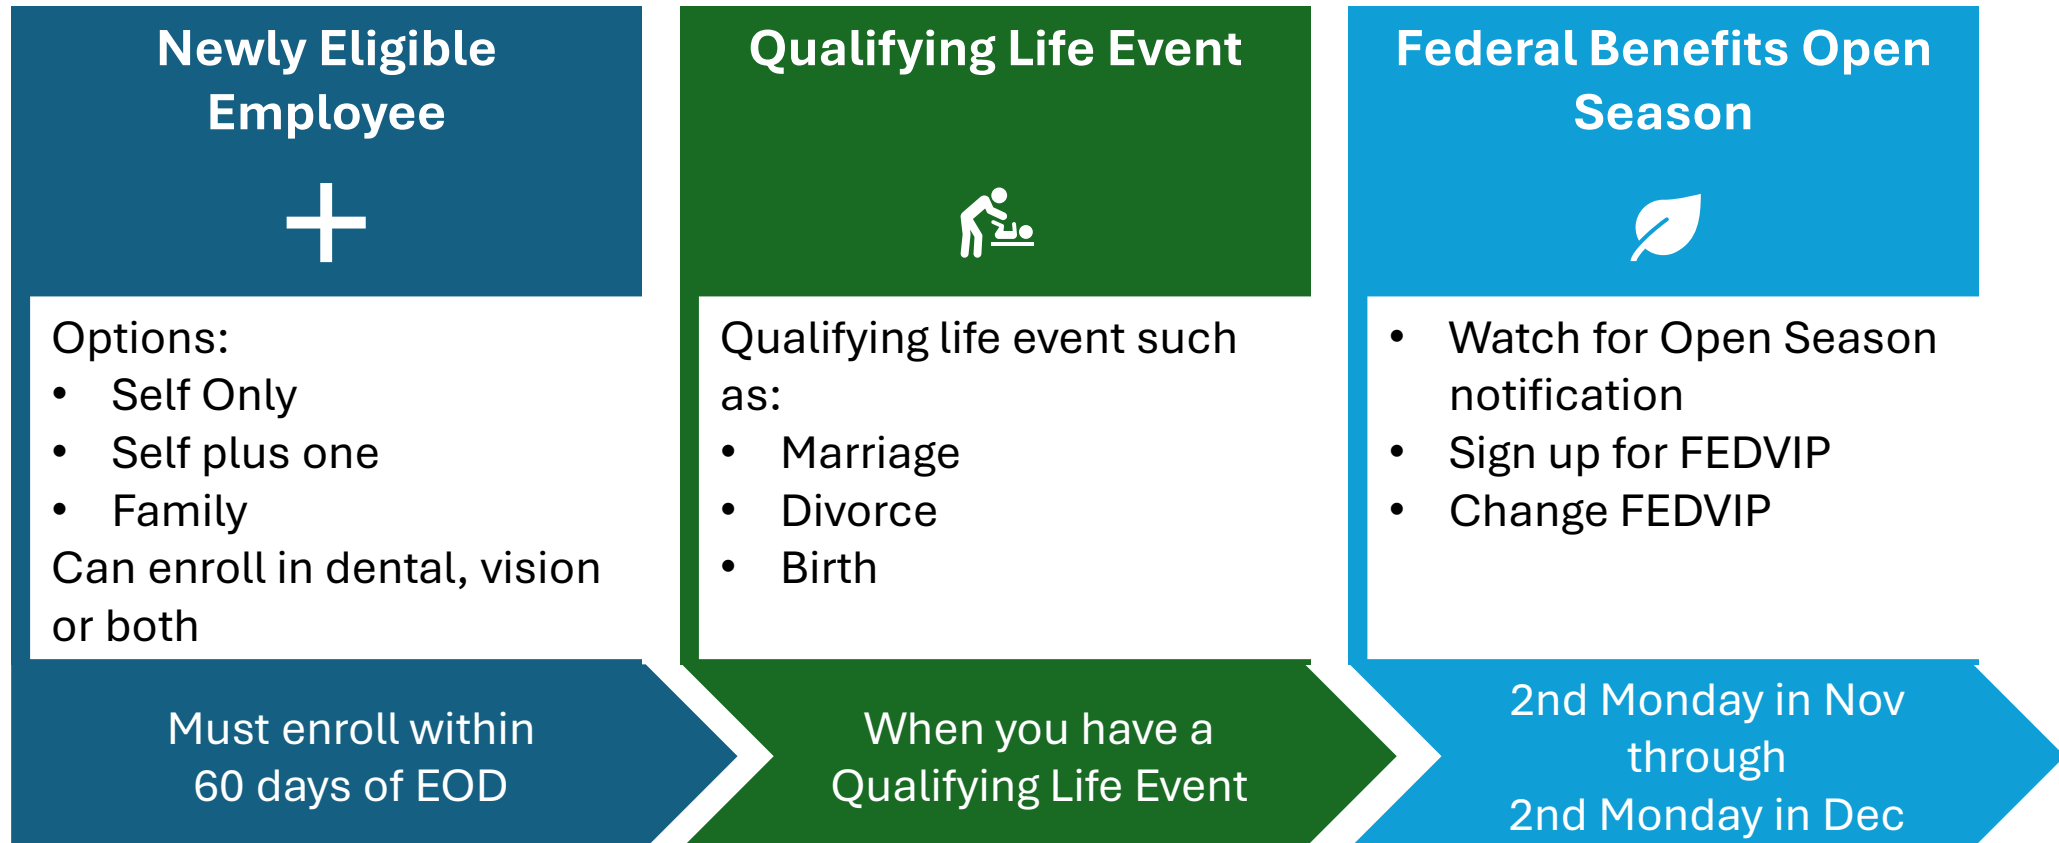 Newly Eligible
Employee
Options:
• Self Only
• Self plus one
• Family
Can enroll in dental, vision
or both
Must enroll within
60 days of EOD
Qualifying Life Event
Qualifying life event such
as:
• Marriage
• Divorce
• Birth
When you have a
Qualifying Life Event
Federal Benefits Open
Season
• Watch for Open Season
notification
• Sign up for FEDVIP
• Change FEDVIP
2nd Monday in Nov
through
2nd Monday in Dec